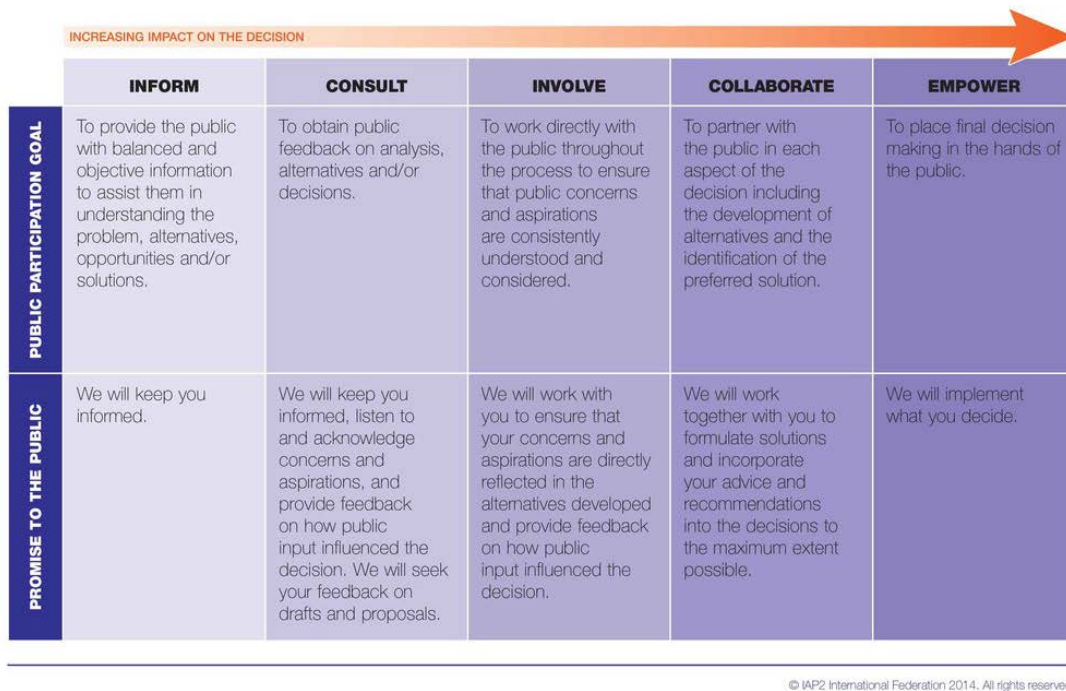 INCREASING IMPACT ON THE DECISION
INFORM
CONSULT
INVOLVE
COLLABORATE
EMPOWER
PUBLIC PARTICIPATION GOAL
To provide the public
with balanced and
objective information
to assist them in
understanding the
problem, alternatives,
opportunities and/or
solutions.
To obtain public
feedback on analysis,
alternatives and/or
decisions.
To work directly with
the public throughout
the process to ensure
that public concerns
and aspirations
are consistently
understood and
considered.
To partner with
the public in each
aspect of the
decision including
the development of
alternatives and the
identification of the
preferred solution.
To place final decision
making in the hands of
the public.
PROMISE TO THE PUBLIC
We will keep you
informed.
We will keep you
informed, listen to
and acknowledge
concerns and
aspirations, and
provide feedback
on how public
input influenced the
decision. We will seek
your feedback on
drafts and proposals.
We will work with
you to ensure that
your concerns and
aspirations are directly
reflected in the
alternatives developed
and provide feedback
on how public
input influenced the
decision.
We will work
together with you to
formulate solutions
and incorporate
your advice and
recommendations
into the decisions to
the maximum extent
possible.
We will implement
what you decide.
© IAP2 International Federation 2014. All rights reserve